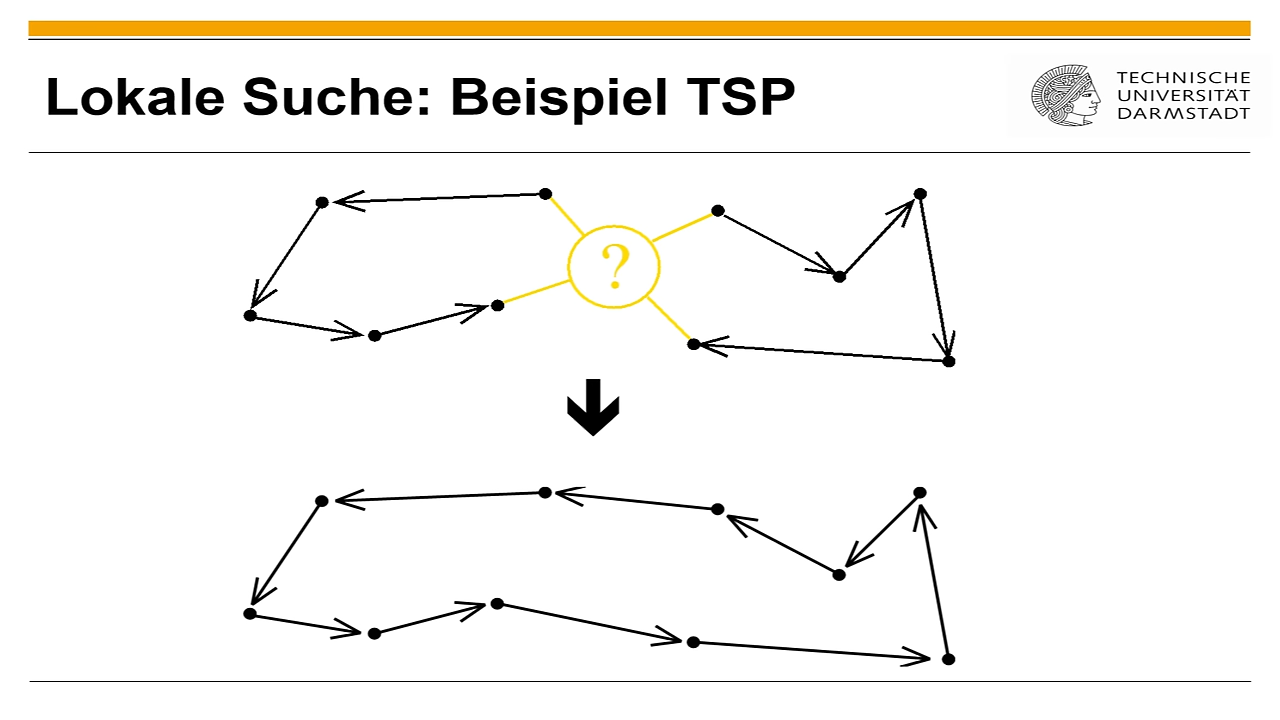 Lokale Suche: Beispiel TSP
TECHNISCHE
UNIVERSITÄT
DARMSTADT
?